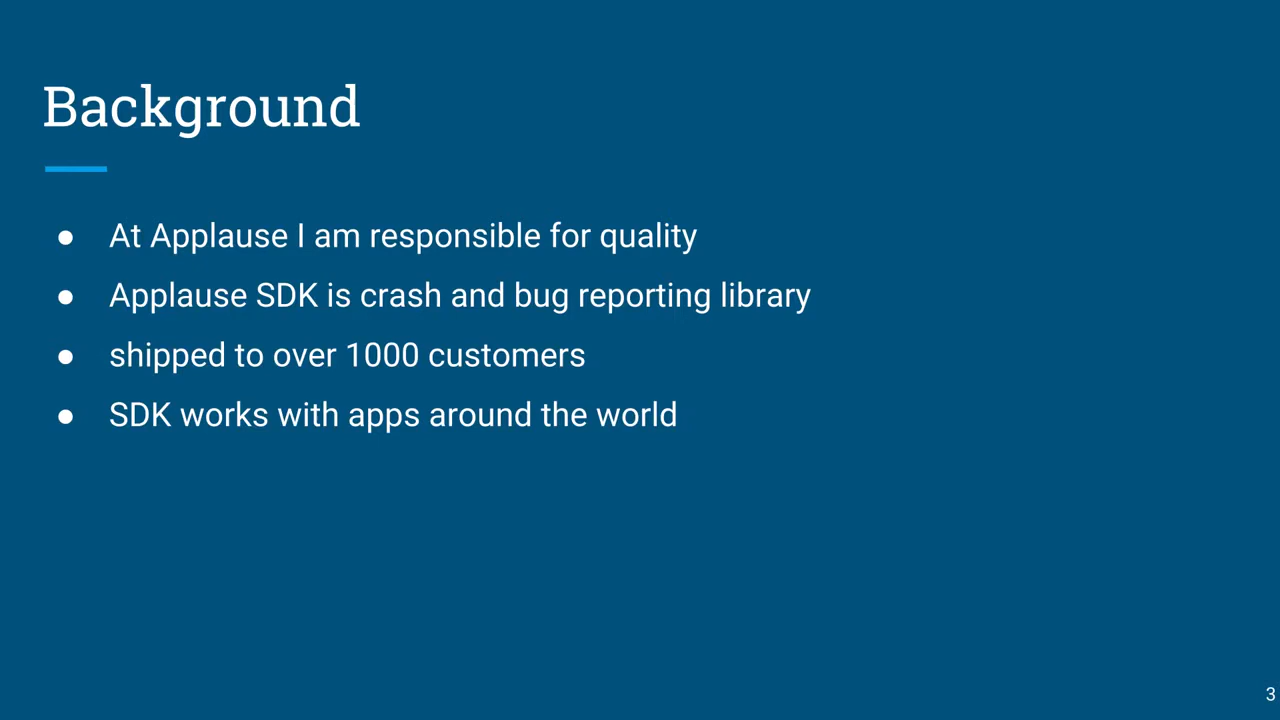 Background
● At Applause I am responsible for quality
● Applause SDK is crash and bug reporting library
● shipped to over 1000 customers
● SDK works with apps around the world
3